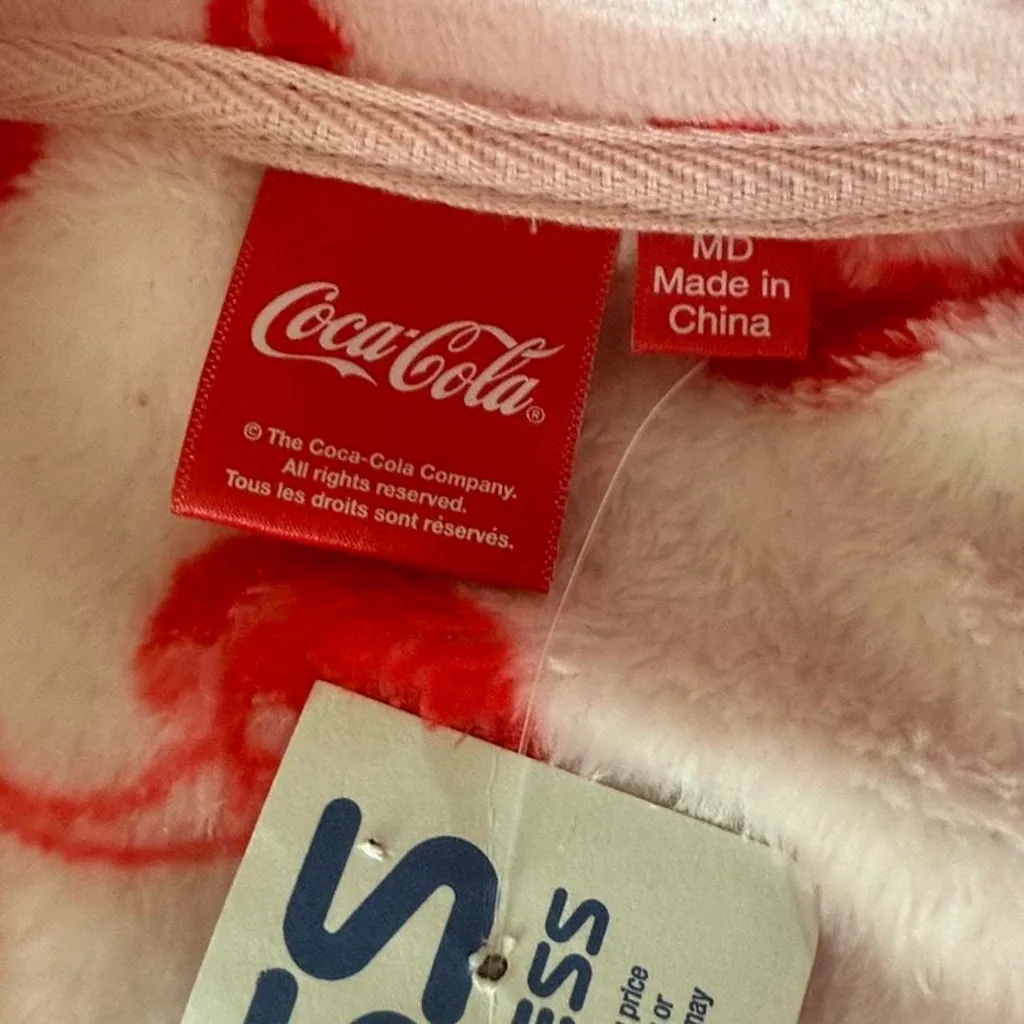 Coca-Cola®
© The Coca-Cola Company.
All rights reserved.
Tous les droits sont réservés.
MD
Made in
China
price
or
may